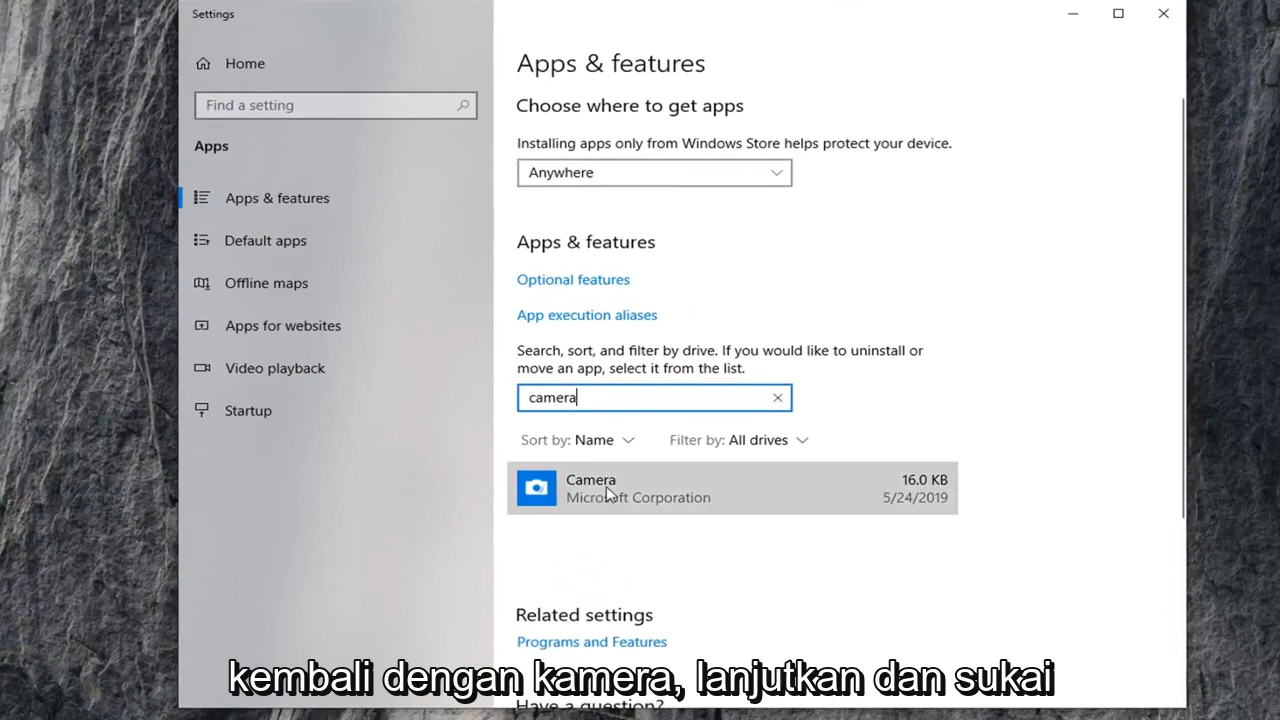 Settings
Home
Find a setting
Apps
Apps & features
Default apps
Offline maps
Apps for websites
Video playback
Startup
Apps & features
Choose where to get apps
Installing apps only from Windows Store helps protect your device.
Anywhere
Apps & features
Optional features
App execution aliases
Search, sort, and filter by drive. If you would like to uninstall or
move an app, select it from the list.
camera
Sort by: Name Filter by: All drives
Camera 16.0 KB
Microsoft Corporation 5/24/2019
Related settings
Programs and Features
Have a question?
kembali dengan kamera, lanjutkan dan sukai